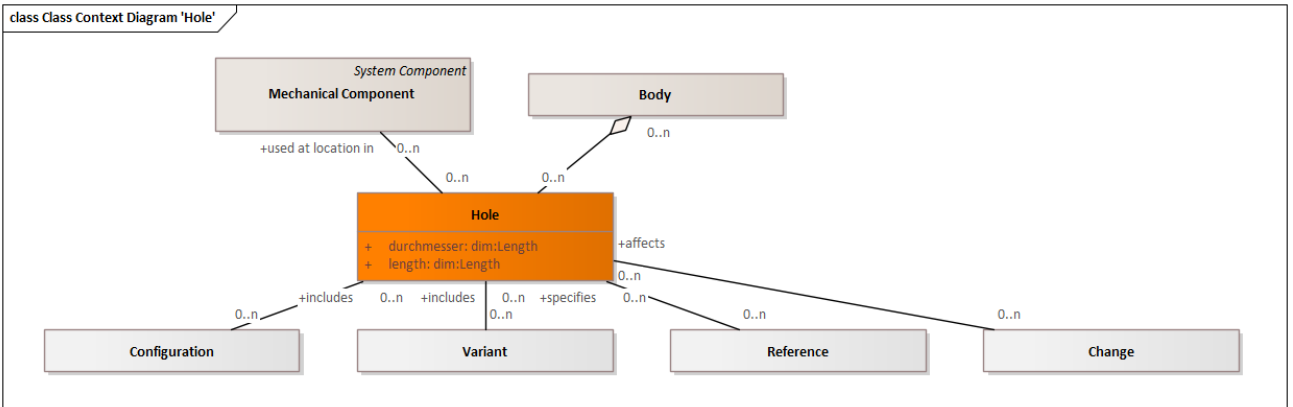 class Class Context Diagram 'Hole'
System Component
Mechanical Component
Body
0..n
+used at location in 0..n
0..n 0..n
Hole
+ durchmesser: dim:Length
+ length: dim:Length
+affects
0..n
+includes 0..n +includes 0..n +specifies 0..n
0..n 0..n 0..n 0..n
Configuration
Variant
Reference
Change